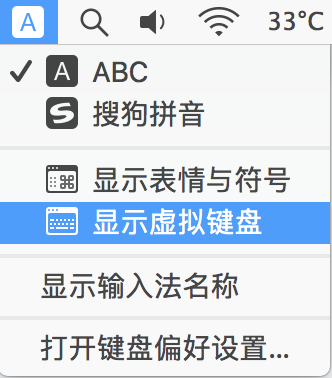 A 33°C
A ABC
S 搜狗拼音
显示表情与符号
显示虚拟键盘
显示输入法名称
打开键盘偏好设置...